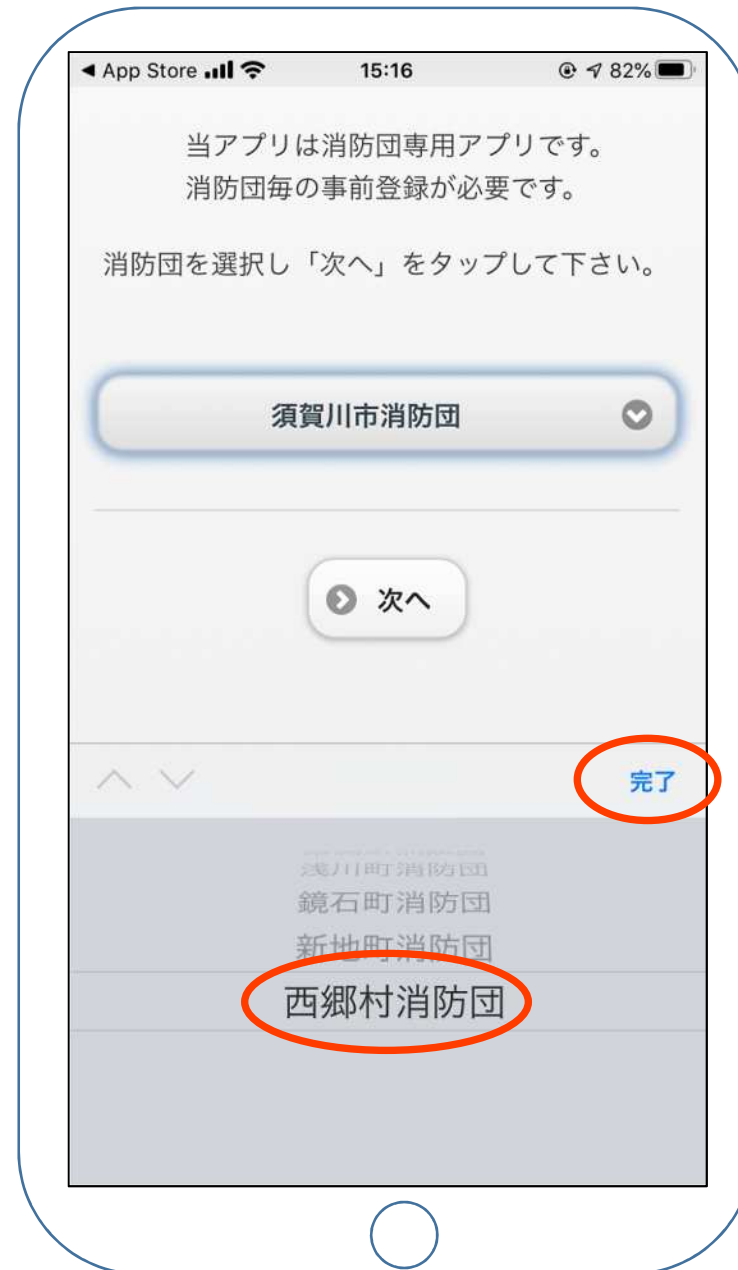 App Store 15:16 82%
当アプリは消防団専用アプリです。
消防団毎の事前登録が必要です。
消防団を選択し「次へ」をタップして下さい。
須賀川市消防団
次へ
完了
浅川町消防団
鏡石町消防団
新地町消防団
西郷村消防団